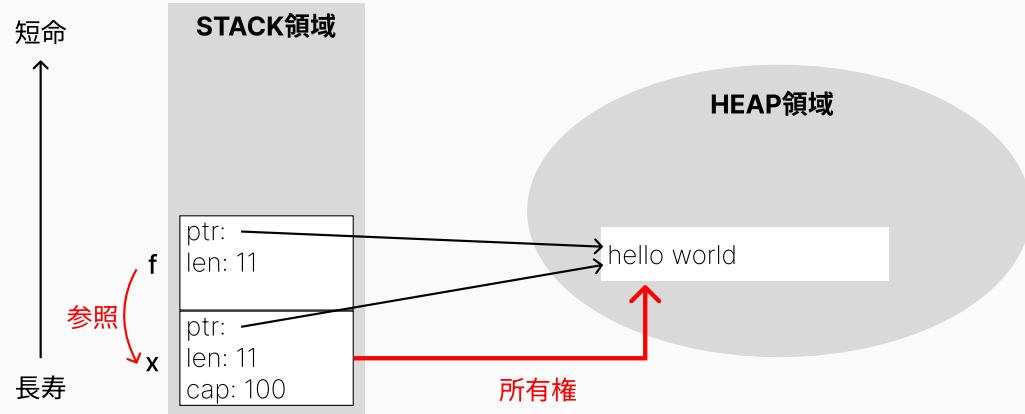 短命
STACK領域
HEAP領域
f
ptr:
len: 11
hello world
参照
x
ptr:
len: 11
cap: 100
長寿
所有権